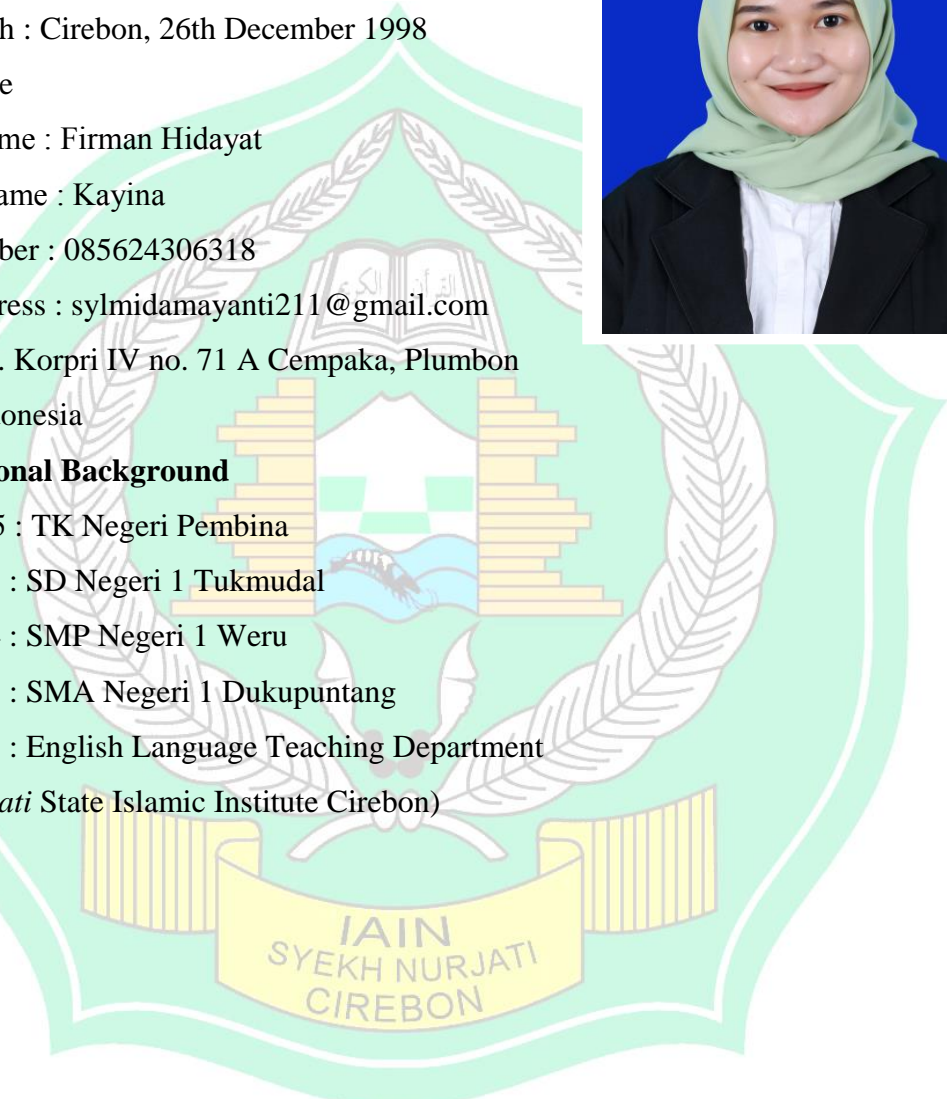 h : Cirebon, 26th December 1998
e
me : Firman Hidayat
ame : Kayina
ber : 085624306318
ress : sylmidamayanti211@gmail.com
. Korpri IV no. 71 A Cempaka, Plumbon
onesia
onal Background
5 : TK Negeri Pembina
: SD Negeri 1 Tukmudal
: SMP Negeri 1 Weru
: SMA Negeri 1 Dukupuntang
: English Language Teaching Department
ati State Islamic Institute Cirebon)
القرآن الكريم
IAIN
SYEKH NURJATI
CIREBON